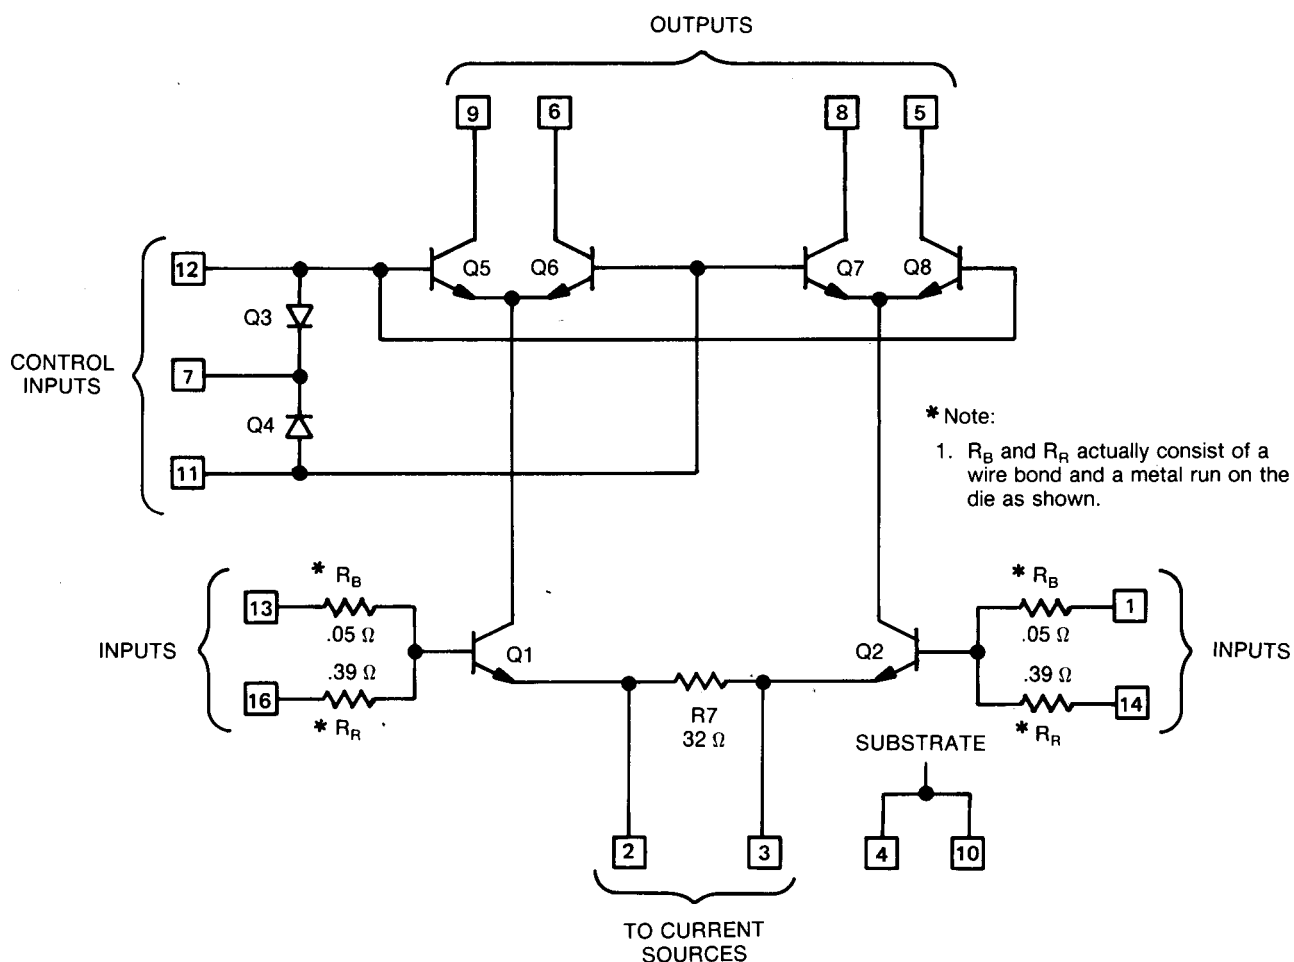 OUTPUTS
9 6 8 5
12 Q5 Q6 Q7 Q8
Q3
CONTROL
INPUTS
7
Q4
11
* Note:
1. R_B and R_R actually consist of a
wire bond and a metal run on the
die as shown.
* R_B
13
.05 Ω
INPUTS
.39 Ω
16
* R_R
Q1
R7
32 Ω
Q2
* R_B
1
.05 Ω
INPUTS
.39 Ω
14
* R_R
SUBSTRATE
2 3 4 10
TO CURRENT
SOURCES